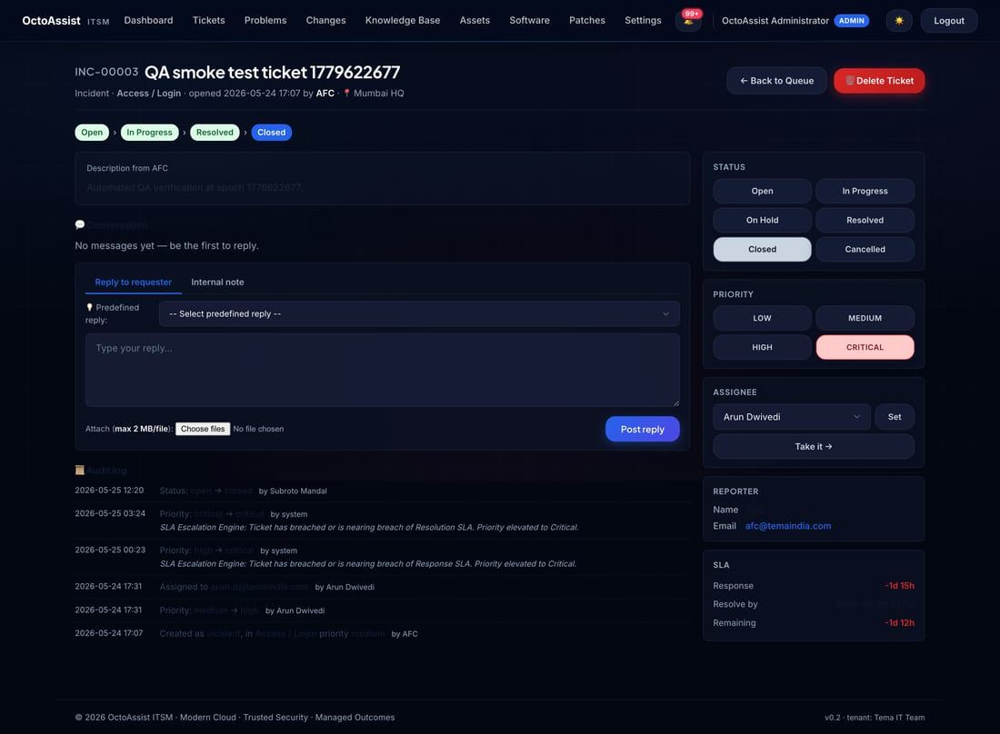 OctoAssist ITSM Dashboard Tickets Problems Changes Knowledge Base Assets Software Patches Settings 99+ OctoAssist Administrator ADMIN Logout
INC-00003 QA smoke test ticket 1779622677
Incident · Access / Login · opened 2026-05-24 17:07 by AFC · Mumbai HQ
← Back to Queue Delete Ticket
Open › In Progress › Resolved › Closed
Description from AFC
Automated QA verification at epoch 1779622677.
Conversation
No messages yet — be the first to reply.
Reply to requester Internal note
Predefined reply: -- Select predefined reply --
Type your reply...
Attach (max 2 MB/file): Choose files No file chosen Post reply
Audit log
2026-05-25 12:20 Status: open → closed by Subroto Mandal
2026-05-25 03:24 Priority: critical → critical by system
SLA Escalation Engine: Ticket has breached or is nearing breach of Resolution SLA. Priority elevated to Critical.
2026-05-25 00:23 Priority: high → critical by system
SLA Escalation Engine: Ticket has breached or is nearing breach of Response SLA. Priority elevated to Critical.
2026-05-24 17:31 Assigned to arun.d@temaindia.com by Arun Dwivedi
2026-05-24 17:31 Priority: medium → high by Arun Dwivedi
2026-05-24 17:07 Created as incident, in Access / Login priority medium by AFC
STATUS
Open In Progress
On Hold Resolved
Closed Cancelled
PRIORITY
LOW MEDIUM
HIGH CRITICAL
ASSIGNEE
Arun Dwivedi Set
Take it →
REPORTER
Name
Email afc@temaindia.com
SLA
Response -1d 15h
Resolve by
Remaining -1d 12h
© 2026 OctoAssist ITSM · Modern Cloud · Trusted Security · Managed Outcomes
v0.2 · tenant: Tema IT Team